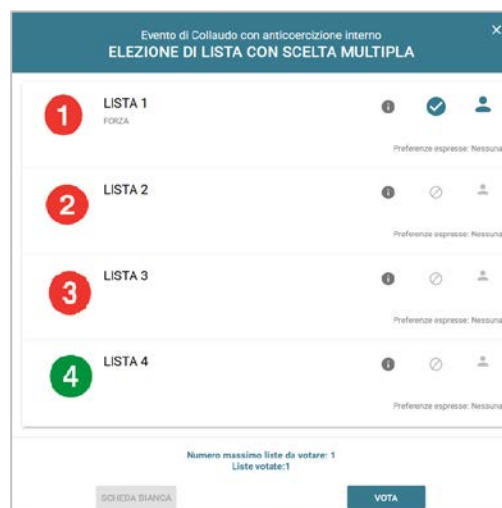 Evento di Collaudo con anticoercizione interno
ELEZIONE DI LISTA CON SCELTA MULTIPLA
1
LISTA 1
FORZA
Preferenze espresse: Nessuna
2
LISTA 2
Preferenze espresse: Nessuna
3
LISTA 3
Preferenze espresse: Nessuna
4
LISTA 4
Preferenze espresse: Nessuna
Numero massimo liste da votare: 1
Liste votate:1
SCHEDA BIANCA
VOTA